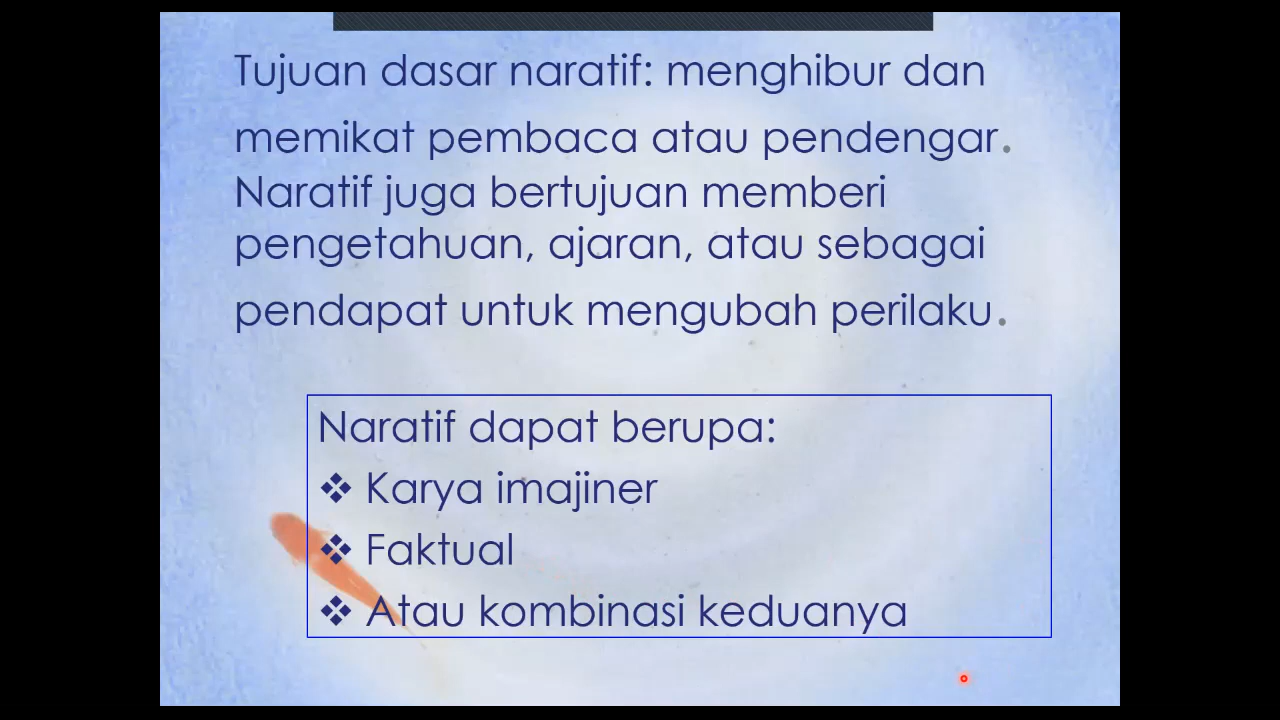 Tujuan dasar naratif: menghibur dan
memikat pembaca atau pendengar.
Naratif juga bertujuan memberi
pengetahuan, ajaran, atau sebagai
pendapat untuk mengubah perilaku.
Naratif dapat berupa:
❖ Karya imajiner
❖ Faktual
❖ Atau kombinasi keduanya